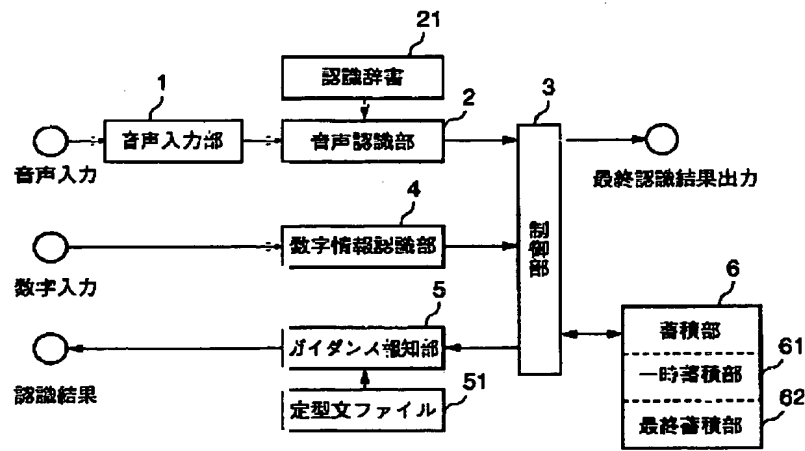 21
認識辞書
1
2
3
音声入力部
音声認識部
音声入力
最終認識結果出力
4
数字情報認識部
制御部
数字入力
5
6
ガイダンス報知部
蓄積部
61
一時蓄積部
認識結果
定型文ファイル
51
62
最終蓄積部